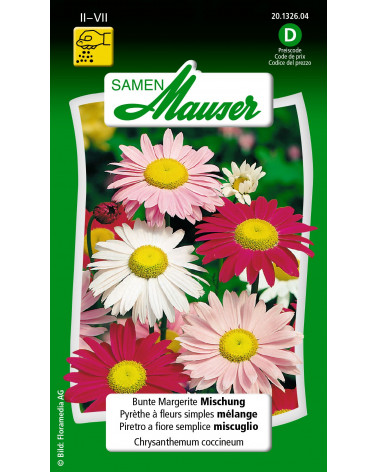 II–VII
20.1326.04
D
Preiscode
Code de prix
Codice del prezzo
SAMEN
Mauser
Bunte Margerite Mischung
Pyrèthe à fleurs simples mélange
Piretro a fiore semplice miscuglio
Chrysanthemum coccineum
© Bild: Floramedia AG